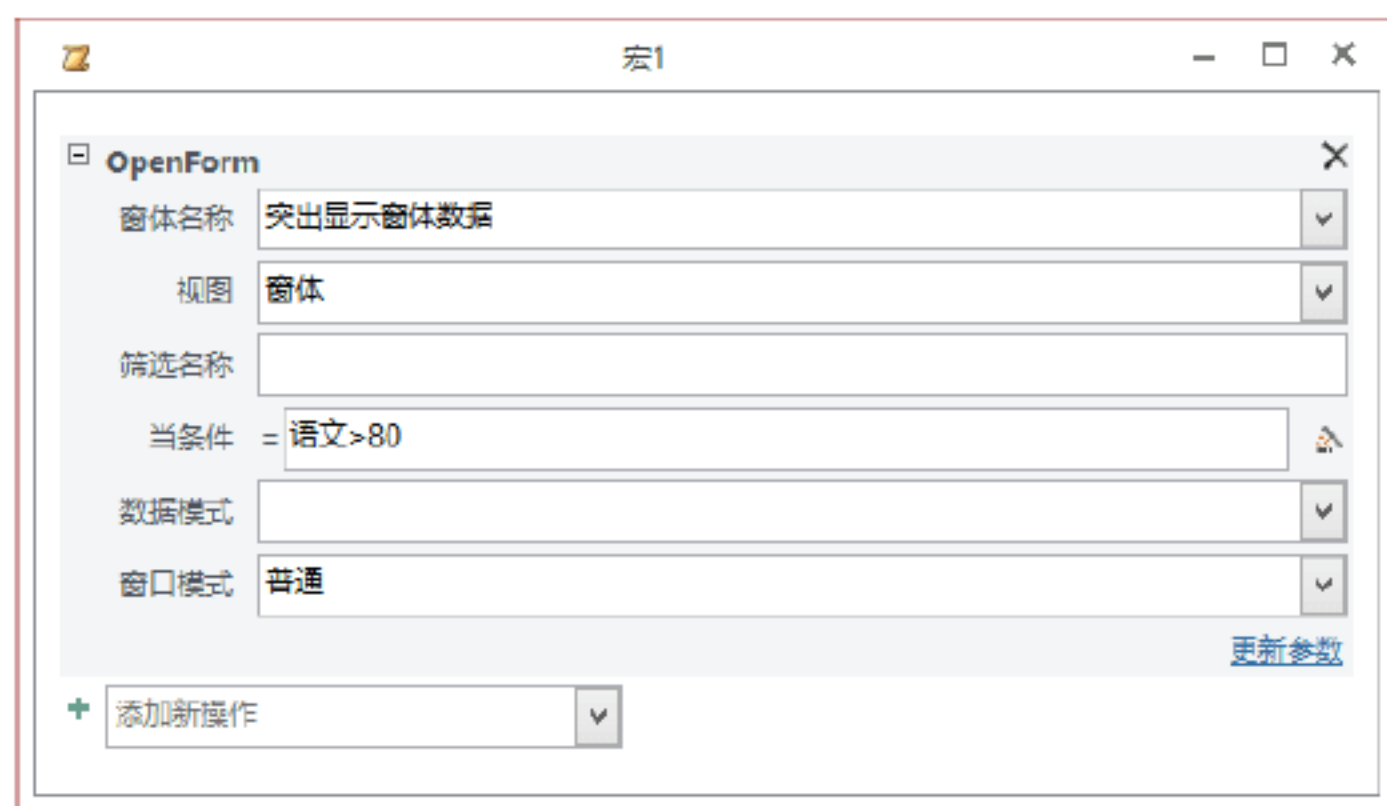 宏1
OpenForm
窗体名称 突出显示窗体数据
视图 窗体
筛选名称
当条件 = 语文>80
数据模式
窗口模式 普通
更新参数
添加新操作